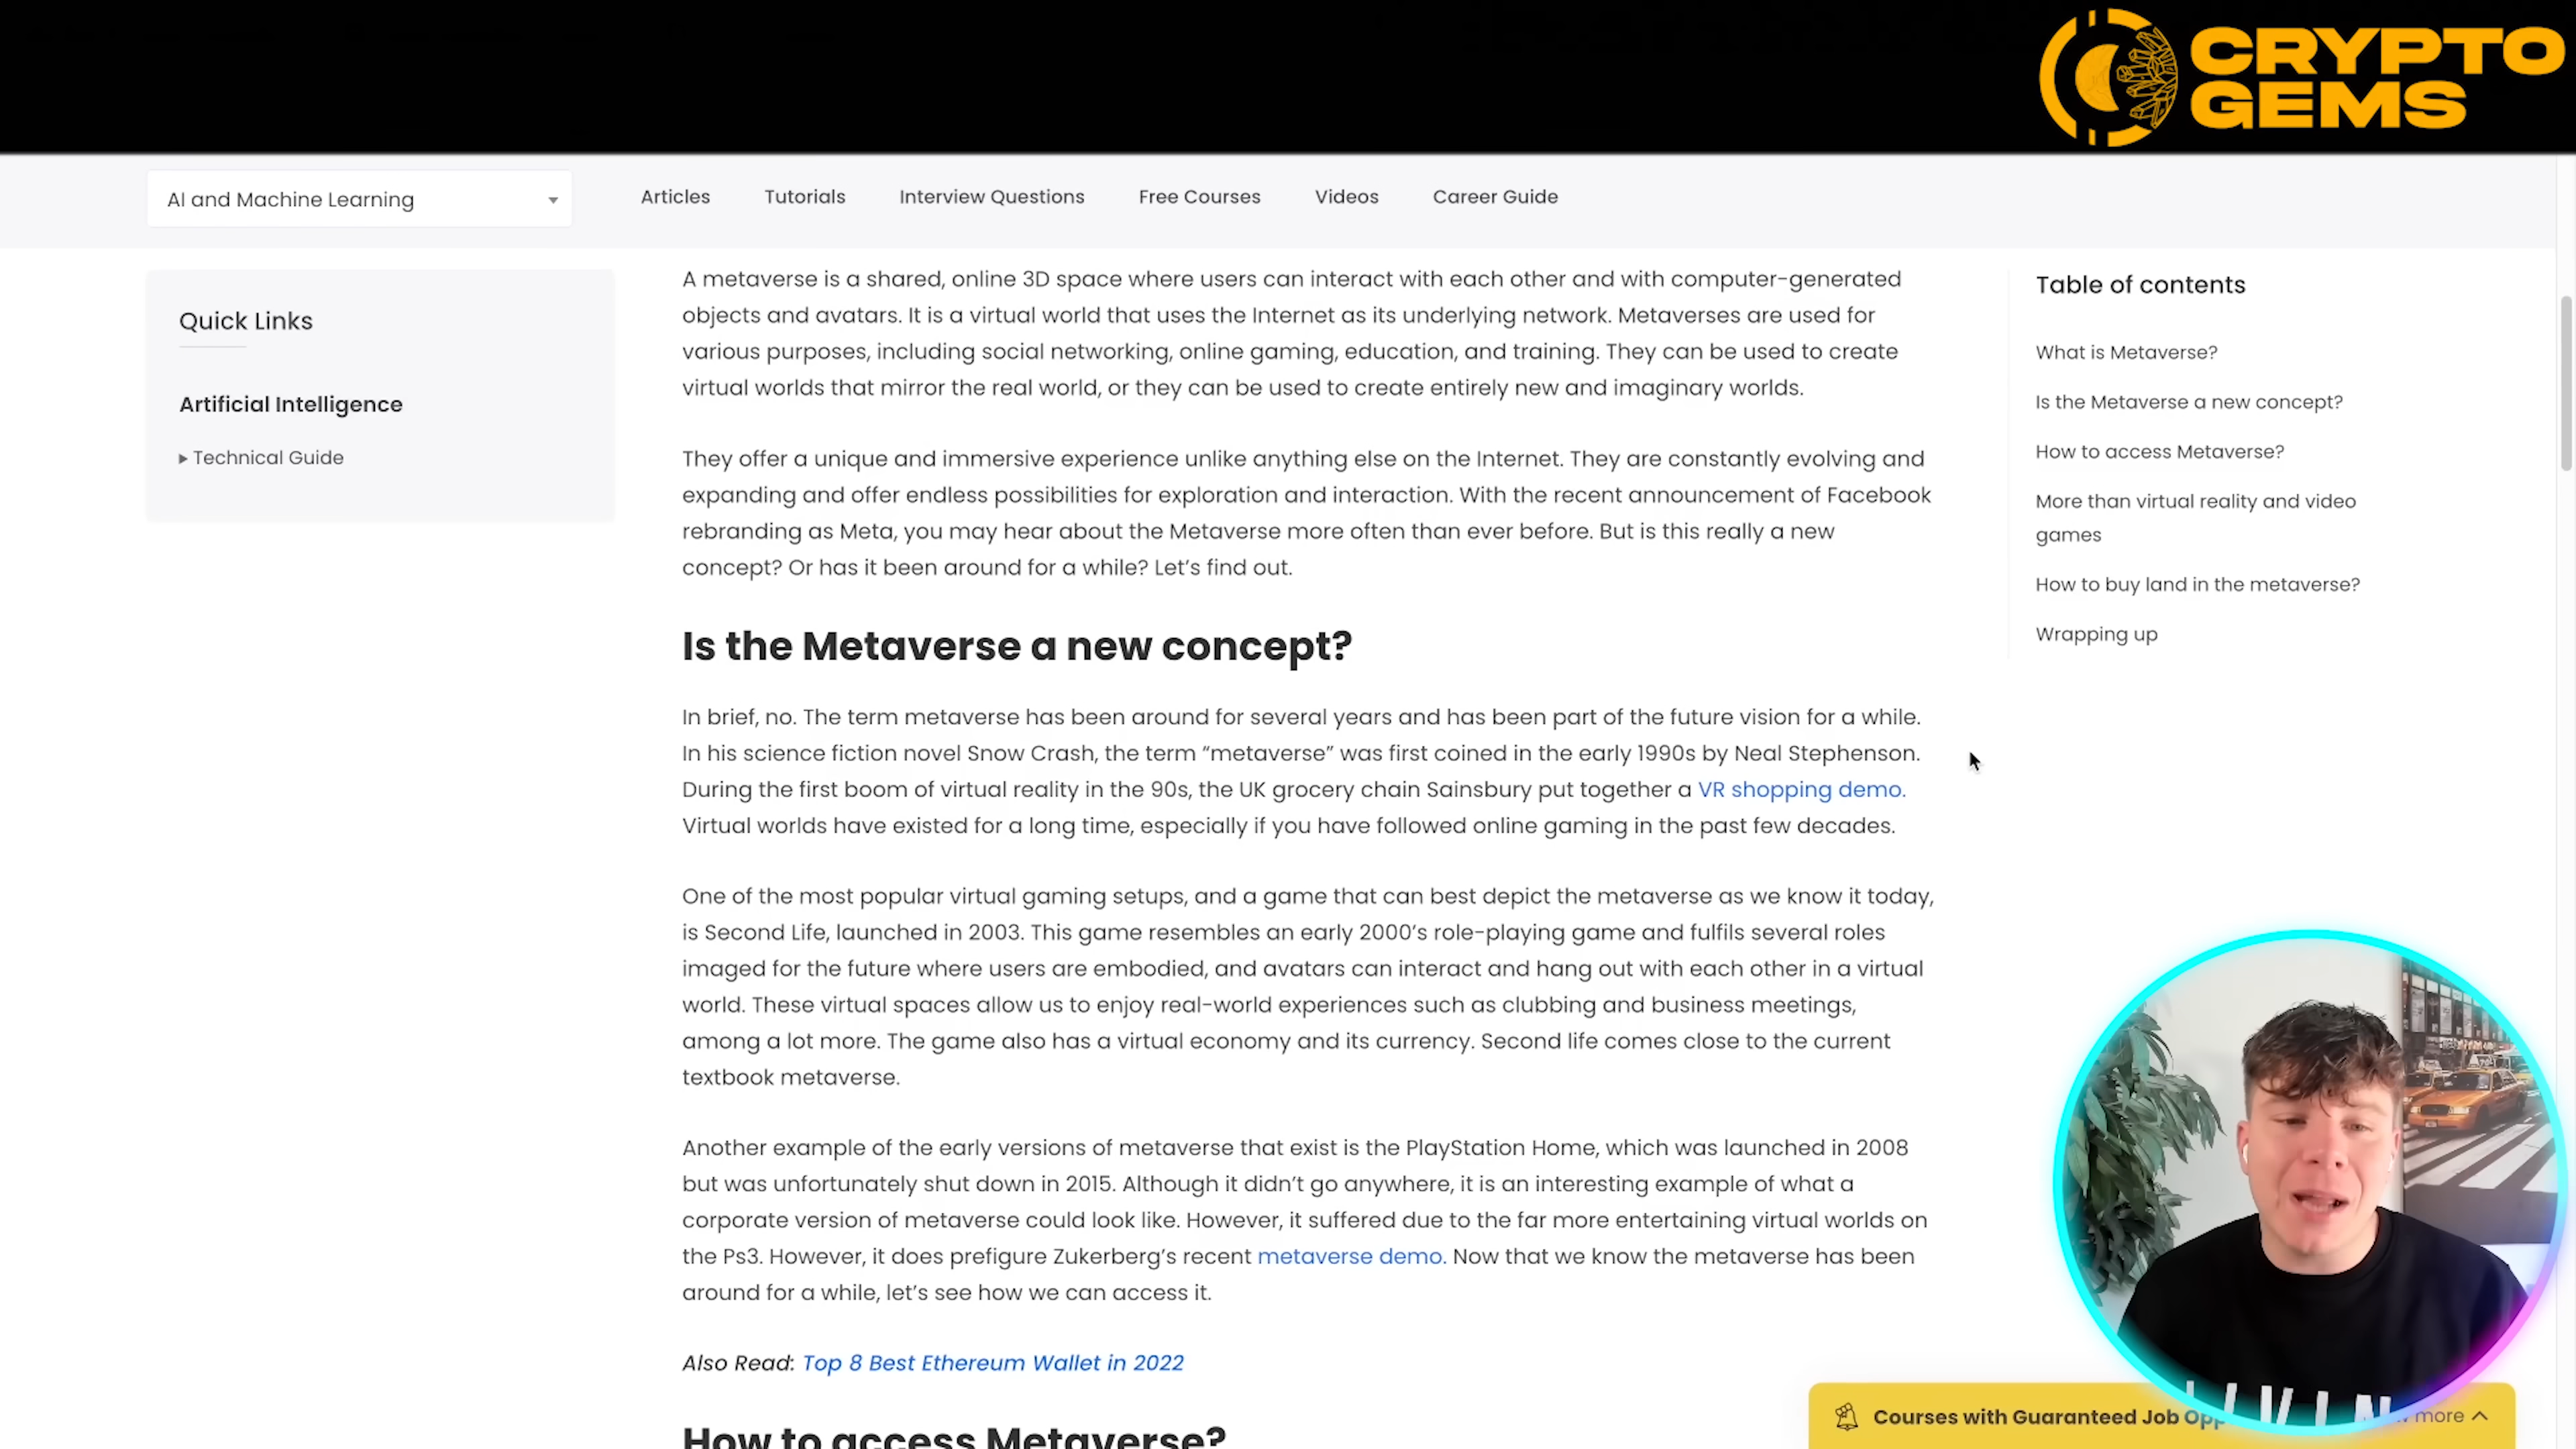 CRYPTO
GEMS
AI and Machine Learning
Articles
Tutorials
Interview Questions
Free Courses
Videos
Career Guide
Quick Links
Artificial Intelligence
Technical Guide
A metaverse is a shared, online 3D space where users can interact with each other and with computer-generated
objects and avatars. It is a virtual world that uses the Internet as its underlying network. Metaverses are used for
various purposes, including social networking, online gaming, education, and training. They can be used to create
virtual worlds that mirror the real world, or they can be used to create entirely new and imaginary worlds.
They offer a unique and immersive experience unlike anything else on the Internet. They are constantly evolving and
expanding and offer endless possibilities for exploration and interaction. With the recent announcement of Facebook
rebranding as Meta, you may hear about the Metaverse more often than ever before. But is this really a new
concept? Or has it been around for a while? Let's find out.
Is the Metaverse a new concept?
In brief, no. The term metaverse has been around for several years and has been part of the future vision for a while.
In his science fiction novel Snow Crash, the term “metaverse” was first coined in the early 1990s by Neal Stephenson.
During the first boom of virtual reality in the 90s, the UK grocery chain Sainsbury put together a VR shopping demo.
Virtual worlds have existed for a long time, especially if you have followed online gaming in the past few decades.
One of the most popular virtual gaming setups, and a game that can best depict the metaverse as we know it today,
is Second Life, launched in 2003. This game resembles an early 2000's role-playing game and fulfils several roles
imaged for the future where users are embodied, and avatars can interact and hang out with each other in a virtual
world. These virtual spaces allow us to enjoy real-world experiences such as clubbing and business meetings,
among a lot more. The game also has a virtual economy and its currency. Second life comes close to the current
textbook metaverse.
Another example of the early versions of metaverse that exist is the PlayStation Home, which was launched in 2008
but was unfortunately shut down in 2015. Although it didn't go anywhere, it is an interesting example of what a
corporate version of metaverse could look like. However, it suffered due to the far more entertaining virtual worlds on
the Ps3. However, it does prefigure Zukerberg's recent metaverse demo. Now that we know the metaverse has been
around for a while, let's see how we can access it.
Also Read: Top 8 Best Ethereum Wallet in 2022
How to access Metaverse?
Table of contents
What is Metaverse?
Is the Metaverse a new concept?
How to access Metaverse?
More than virtual reality and video
games
How to buy land in the metaverse?
Wrapping up
Courses with Guaranteed Job Opp
more